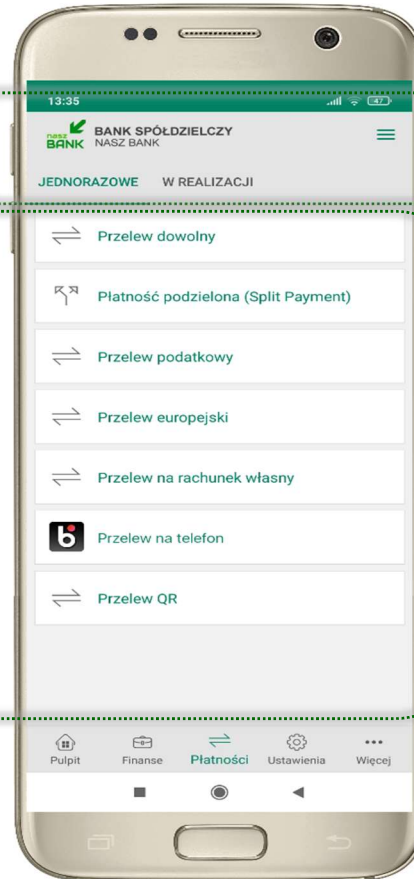 13:35
47
nasz
BANK
BANK SPÓŁDZIELCZY
NASZ BANK
JEDNORAZOWE W REALIZACJI
Przelew dowolny
Płatność podzielona (Split Payment)
Przelew podatkowy
Przelew europejski
Przelew na rachunek własny
b Przelew na telefon
Przelew QR
Pulpit Finanse Płatności Ustawienia Więcej